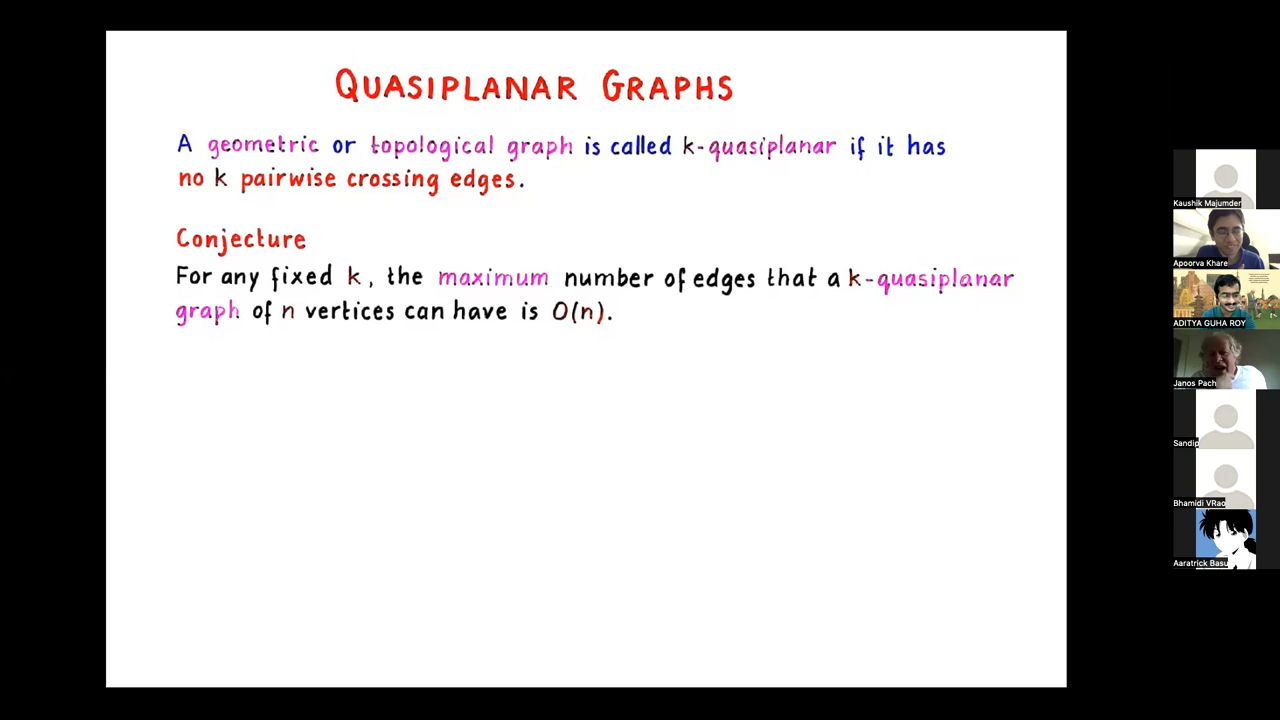 QUASIPLANAR GRAPHS
A geometric or topological graph is called k-quasiplanar if it has
no k pairwise crossing edges.
Conjecture
For any fixed k, the maximum number of edges that a k-quasiplanar
graph of n vertices can have is O(n).
Kaushik Majumder
Apoorva Khare
ADITYA GUHA ROY
Janos Pach
Sandip
Bhamidi VRao
Aaratrick Basu